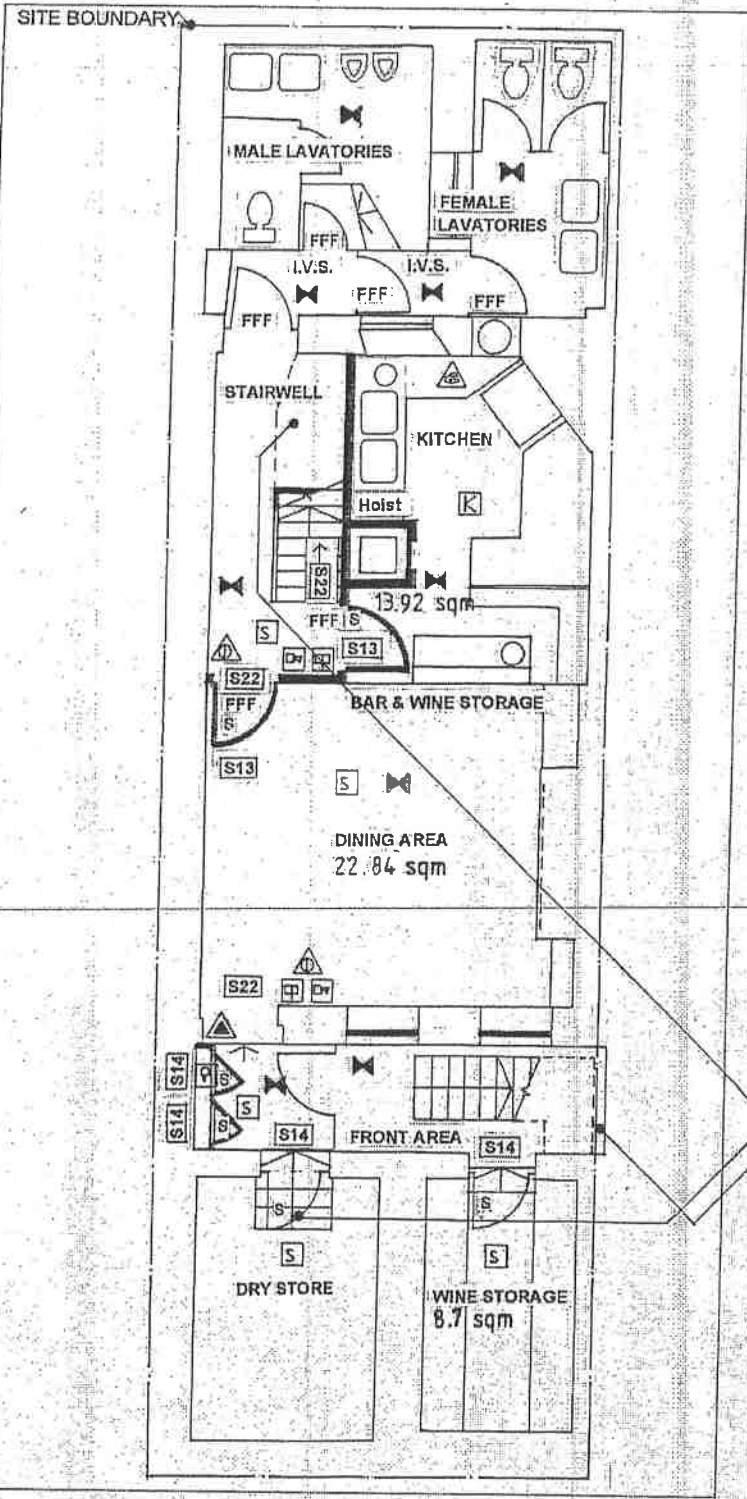 SITE BOUNDARY
MALE LAVATORIES
FEMALE
LAVATORIES
FFF
I.V.S.
I.V.S.
FFF
FFF
FFF
STAIRWELL
KITCHEN
Hoist
K
S22
13.92 sqm
FFF S
S
S13
S22
FFF
S
BAR & WINE STORAGE
S13
S
DINING AREA
22.84 sqm
S22
S14
S
S
S14
S
S14
FRONT AREA
S14
S
S
S
S
DRY STORE
WINE STORAGE
8.7 sqm